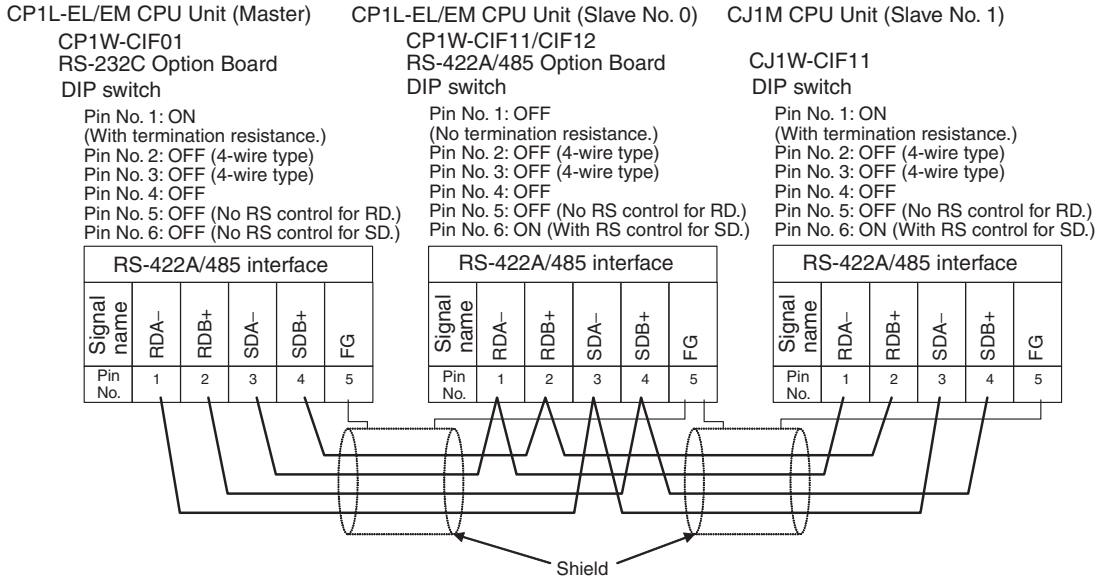 CP1L-EL/EM CPU Unit (Master)
CP1W-CIF01
RS-232C Option Board
DIP switch
Pin No. 1: ON
(With termination resistance.)
Pin No. 2: OFF (4-wire type)
Pin No. 3: OFF (4-wire type)
Pin No. 4: OFF
Pin No. 5: OFF (No RS control for RD.)
Pin No. 6: OFF (No RS control for SD.)
RS-422A/485 interface
Signal name RDA– RDB+ SDA– SDB+ FG
Pin No. 1 2 3 4 5
CP1L-EL/EM CPU Unit (Slave No. 0)
CP1W-CIF11/CIF12
RS-422A/485 Option Board
DIP switch
Pin No. 1: OFF
(No termination resistance.)
Pin No. 2: OFF (4-wire type)
Pin No. 3: OFF (4-wire type)
Pin No. 4: OFF
Pin No. 5: OFF (No RS control for RD.)
Pin No. 6: ON (With RS control for SD.)
RS-422A/485 interface
Signal name RDA– RDB+ SDA– SDB+ FG
Pin No. 1 2 3 4 5
CJ1M CPU Unit (Slave No. 1)
CJ1W-CIF11
DIP switch
Pin No. 1: ON
(With termination resistance.)
Pin No. 2: OFF (4-wire type)
Pin No. 3: OFF (4-wire type)
Pin No. 4: OFF
Pin No. 5: OFF (No RS control for RD.)
Pin No. 6: ON (With RS control for SD.)
RS-422A/485 interface
Signal name RDA– RDB+ SDA– SDB+ FG
Pin No. 1 2 3 4 5
Shield